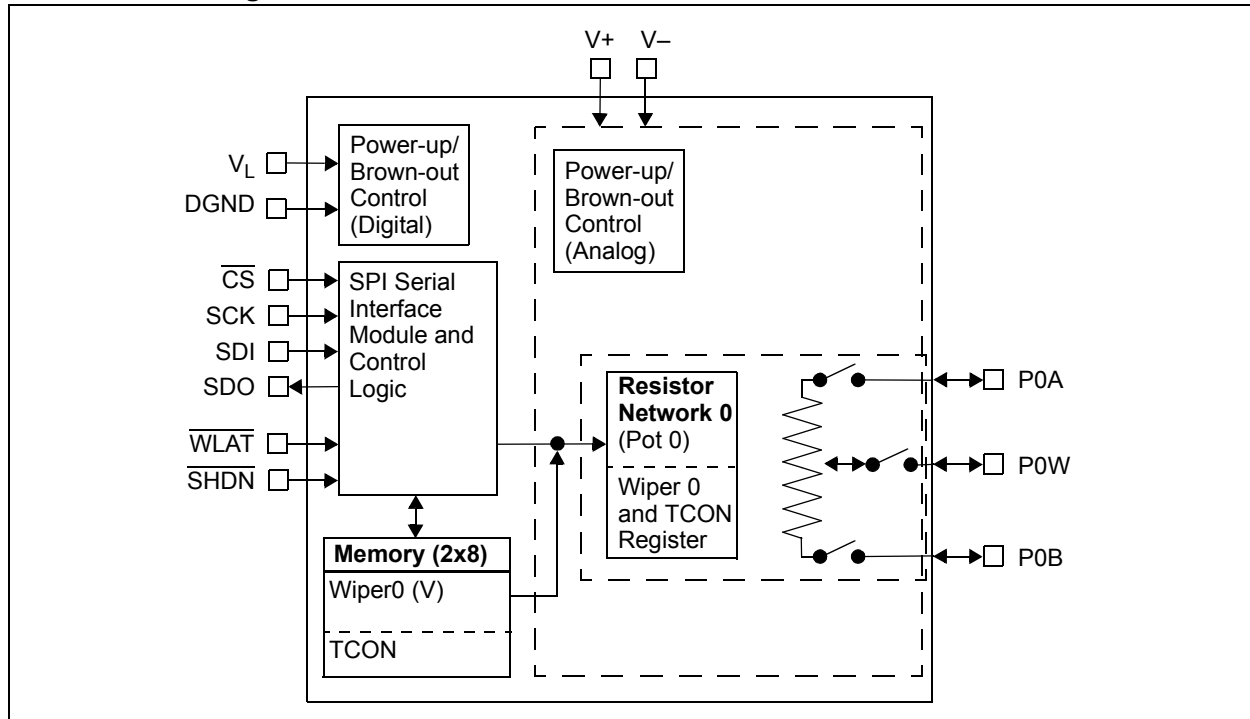 V+ V–
Power-up/
Brown-out
Control
(Digital)
Power-up/
Brown-out
Control
(Analog)
VL
DGND
CS
SCK
SDI
SDO
WLAT
SHDN
SPI Serial
Interface
Module and
Control
Logic
Resistor
Network 0
(Pot 0)
Wiper 0
and TCON
Register
P0A
P0W
P0B
Memory (2x8)
Wiper0 (V)
TCON